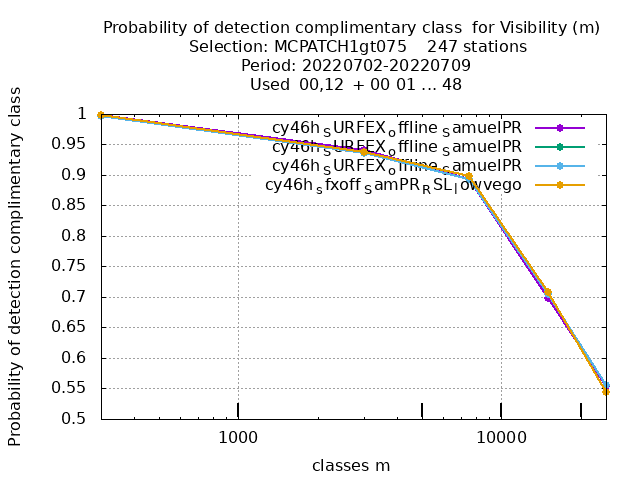 Probability of detection complimentary class for Visibility (m)
Selection: MCPATCH1gt075 247 stations
Period: 20220702-20220709
Used 00,12 + 00 01 ... 48
Probability of detection complimentary class
1
0.95
0.9
0.85
0.8
0.75
0.7
0.65
0.6
0.55
0.5
cy46h_SURFEX_offline_SamuelPR
cy46h_SURFEX_offline_SamuelPR
cy46h_SURFEX_offline_SamuelPR
cy46h_sfxoff_SamPR_RSL_lowvego
1000
10000
classes m